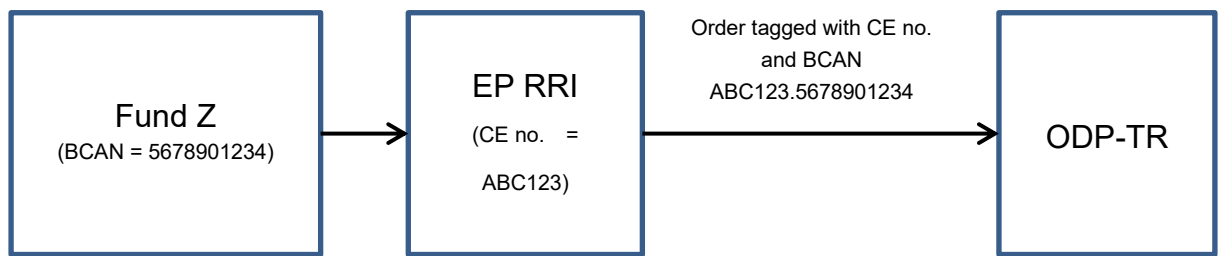 Fund Z
(BCAN = 5678901234)
EP RRI
(CE no. =
ABC123)
Order tagged with CE no.
and BCAN
ABC123.5678901234
ODP-TR